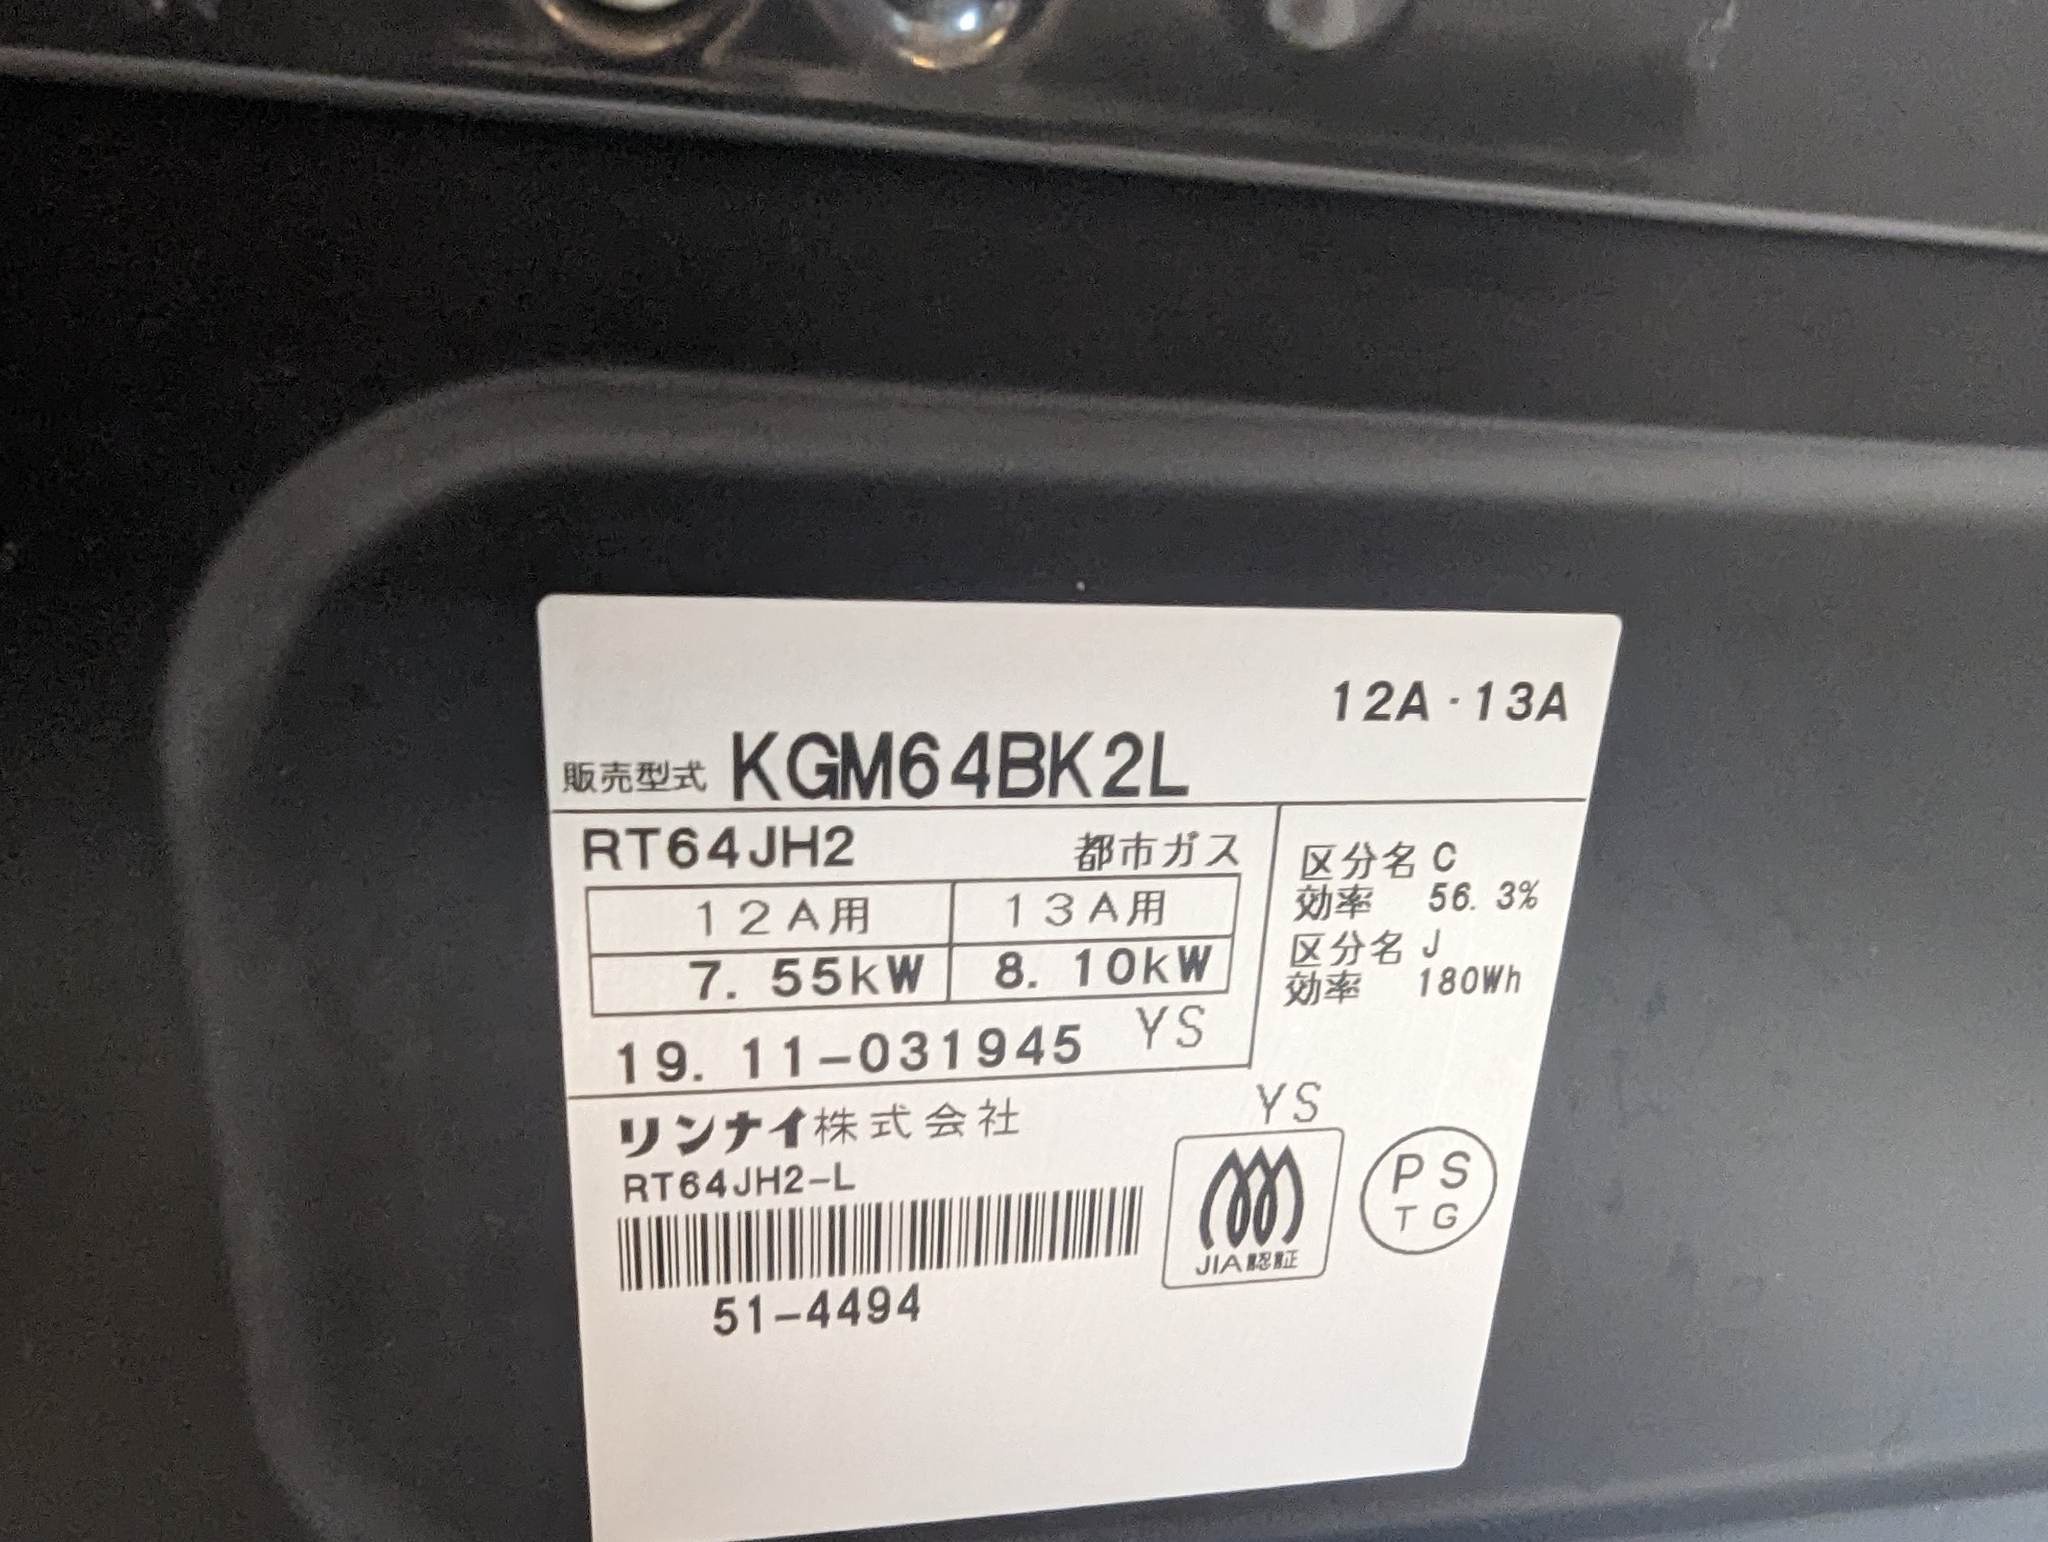 12A・13A
販売型式 KGM64BK2L
RT64JH2 都市ガス
12A用 13A用
7.55kW 8.10kW
19.11-031945 YS
区分名 C
効率 56.3%
区分名 J
効率 180Wh
リンナイ株式会社
RT64JH2-L
51-4494
YS
JIA認証
PS
TG